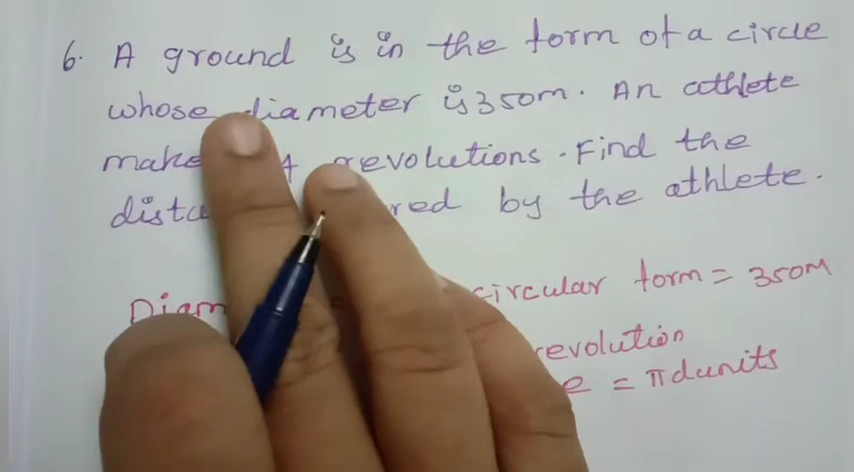 6. A ground is in the form of a circle
whose diameter is 350m. An athlete
make 4 revolutions. Find the
by the athlete.
circular form = 350M
revolution
= πd units